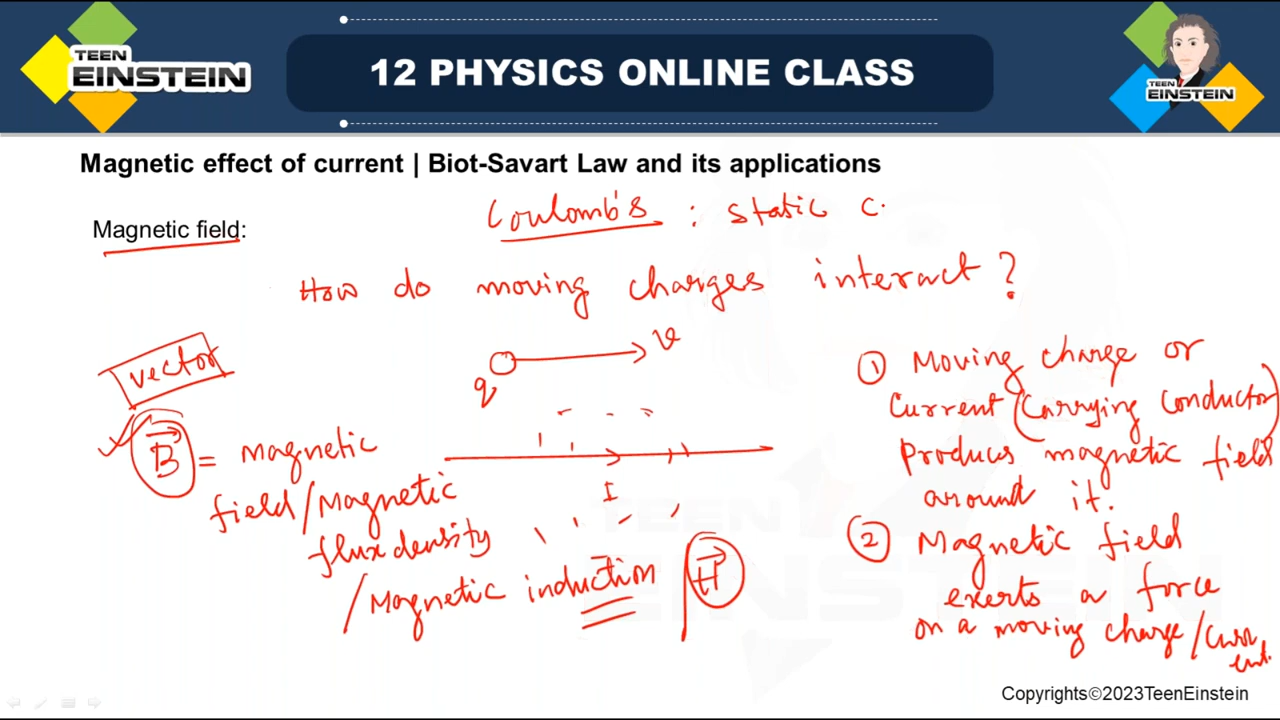 TEEN
EINSTEIN
12 PHYSICS ONLINE CLASS
TEEN
EINSTEIN
Magnetic effect of current | Biot-Savart Law and its applications
Magnetic field:
Coulomb's : static c.
How do moving charges interact?
vector
q
v
I
B = magnetic
field/Magnetic
flux density
/Magnetic induction
H
① Moving charge or
Current (Carrying conductor)
Produces magnetic field
around it.
② Magnetic field
exerts a force
on a moving charge/Curr
ent.
TEEN
EINSTEIN
Copyrights©2023TeenEinstein